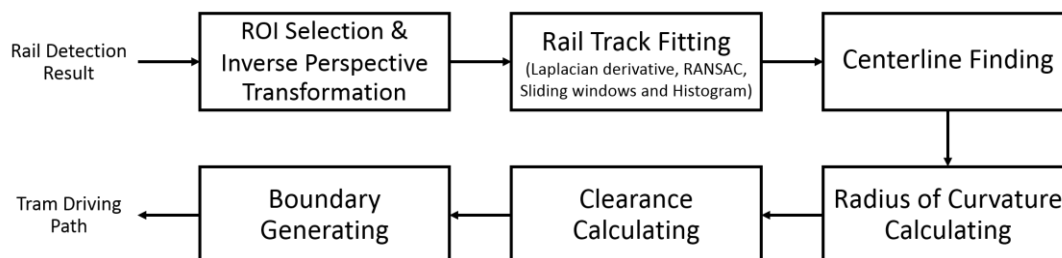 Rail Detection
Result
ROI Selection &
Inverse Perspective
Transformation
Rail Track Fitting
(Laplacian derivative, RANSAC,
Sliding windows and Histogram)
Centerline Finding
Radius of Curvature
Calculating
Clearance
Calculating
Boundary
Generating
Tram Driving
Path